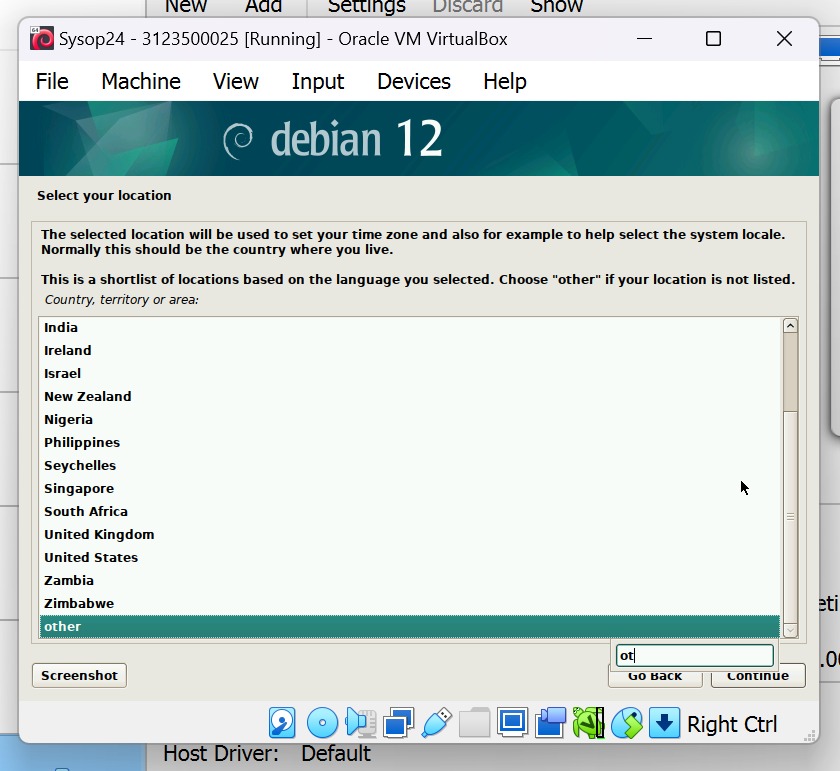 New Add Settings Discard Show
Sysop24 - 3123500025 [Running] - Oracle VM VirtualBox
File Machine View Input Devices Help
debian 12
Select your location
The selected location will be used to set your time zone and also for example to help select the system locale.
Normally this should be the country where you live.
This is a shortlist of locations based on the language you selected. Choose "other" if your location is not listed.
Country, territory or area:
India
Ireland
Israel
New Zealand
Nigeria
Philippines
Seychelles
Singapore
South Africa
United Kingdom
United States
Zambia
Zimbabwe
other
ot
Screenshot Go Back Continue
Right Ctrl
Host Driver: Default